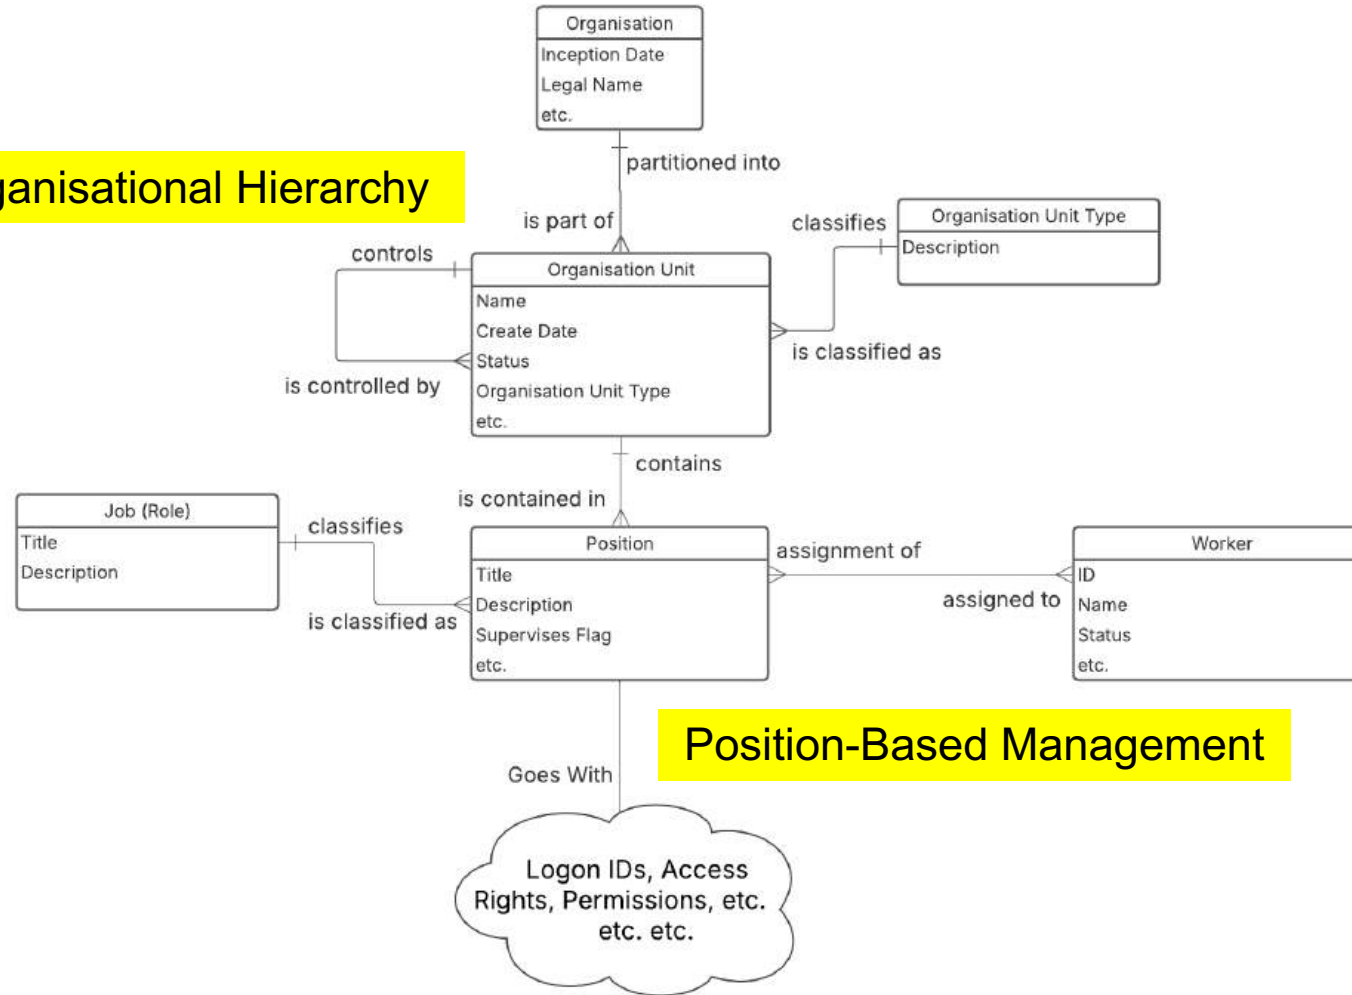 Organisation
Inception Date
Legal Name
etc.
partitioned into
ganisational Hierarchy
is part of
classifies
Organisation Unit Type
Description
controls
Organisation Unit
Name
Create Date
Status
Organisation Unit Type
etc.
is classified as
is controlled by
contains
is contained in
Job (Role)
Title
Description
classifies
is classified as
Position
Title
Description
Supervises Flag
etc.
assignment of
assigned to
Worker
ID
Name
Status
etc.
Position-Based Management
Goes With
Logon IDs, Access
Rights, Permissions, etc.
etc. etc.